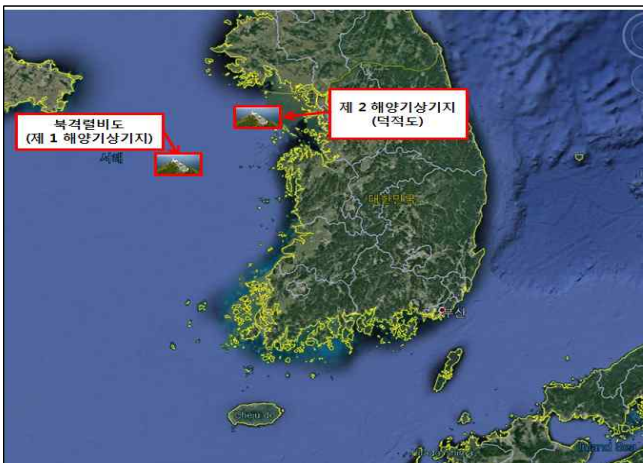 제 2 해양기상기지
(덕적도)
북격렬비도
(제 1 해양기상기지)
서해
대한민국
부산
Cheju do